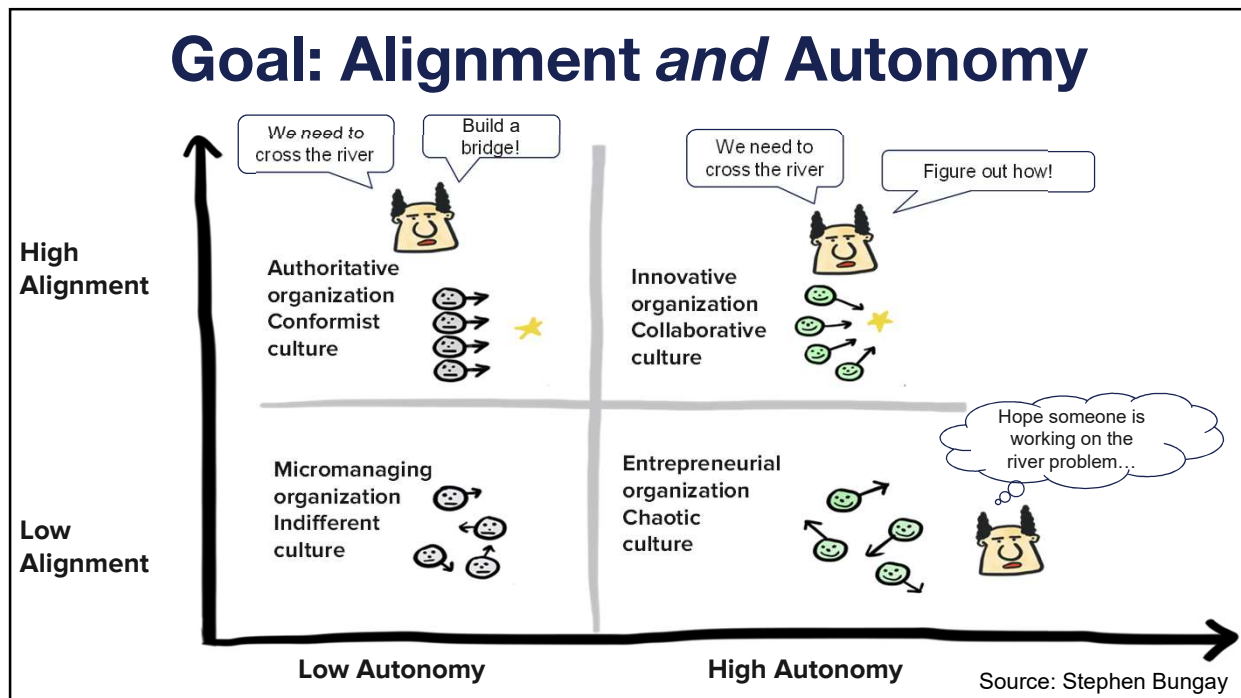 Goal: Alignment and Autonomy
We need to
cross the river
Build a
bridge!
We need to
cross the river
Figure out how!
High
Alignment
Authoritative
organization
Conformist
culture
Innovative
organization
Collaborative
culture
Hope someone is
working on the
river problem…
Low
Alignment
Micromanaging
organization
Indifferent
culture
Entrepreneurial
organization
Chaotic
culture
Low Autonomy
High Autonomy
Source: Stephen Bungay